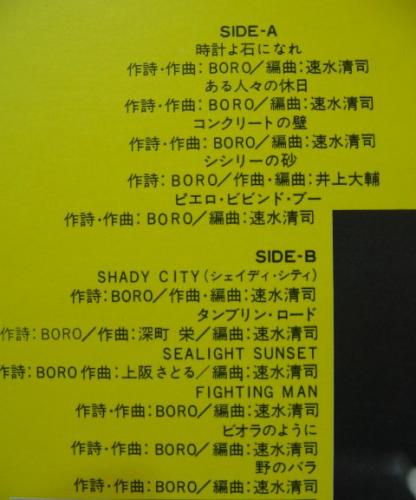 SIDE-A
時計よ石になれ
作詩・作曲：BORO／編曲：速水清司
ある人々の休日
作詩・作曲：BORO／編曲：速水清司
コンクリートの壁
作詩・作曲：BORO／編曲：速水清司
シシリーの砂
作詩：BORO／作曲・編曲：井上大輔
ピエロ・ビビンド・ブー
作詩・作曲：BORO／編曲：速水清司
SIDE-B
SHADY CITY（シェイディ・シティ）
作詩：BORO／作曲・編曲：速水清司
タンブリン・ロード
作詩：BORO／作曲：深町 栄／編曲：速水清司
SEALIGHT SUNSET
作詩：BORO 作曲：上阪さとる／編曲：速水清司
FIGHTING MAN
作詩・作曲：BORO／編曲：速水清司
ビオラのように
作詩・作曲：BORO／編曲：速水清司
野のバラ
作詩・作曲：BORO／編曲：速水清司